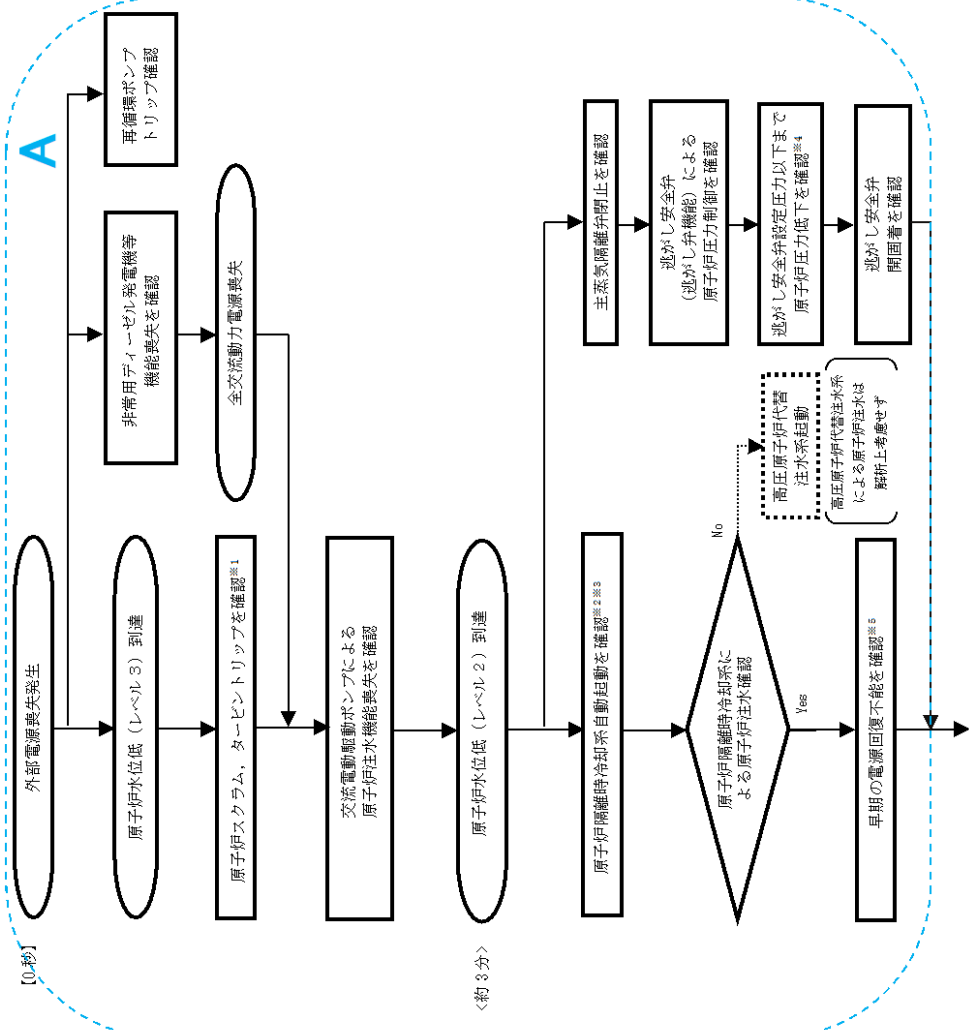 A
【0秒】
外部電源喪失発生
再循環ポンプ
トリップ確認
非常用ディーゼル発電機等
機能喪失を確認
全交流動力電源喪失
原子炉水位低（レベル３）到達
原子炉スクラム，タービントリップを確認※1
交流電動駆動ポンプによる
原子炉注水機能喪失を確認
<約３分>
原子炉水位低（レベル２）到達
原子炉隔離時冷却系自動起動を確認※2※3
主蒸気隔離弁閉止を確認
逃がし安全弁
（逃がし弁機能）による
原子炉圧力制御を確認
逃がし安全弁設定圧力以下まで
原子炉圧力低下を確認※4
逃がし安全弁
開固着を確認
原子炉隔離時冷却系に
よる原子炉注水確認
No
Yes
高圧原子炉代替
注水系起動
高圧原子炉代替注水系
による原子炉注水は
解析上考慮せず
早期の電源回復不能を確認※5